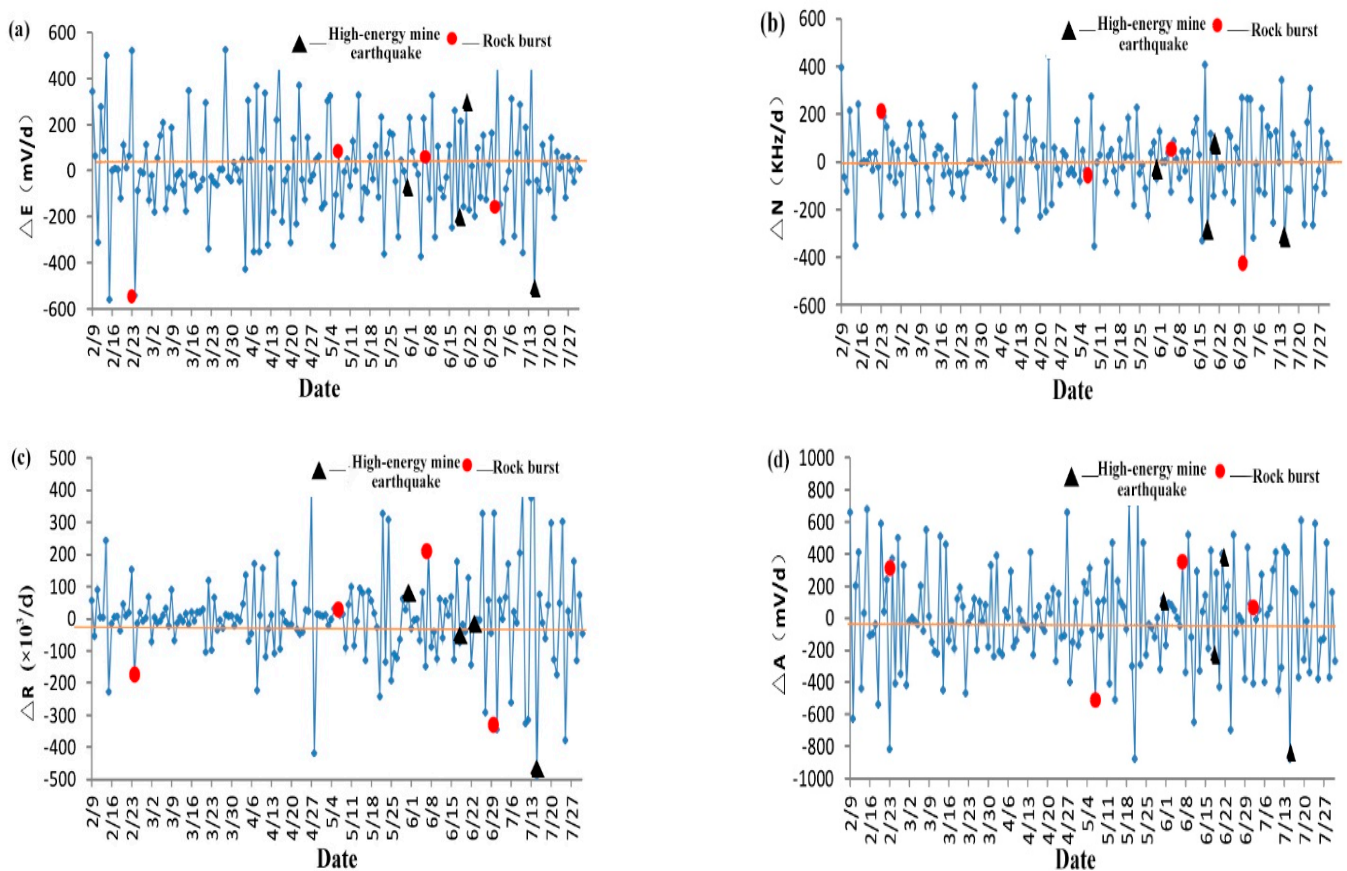 (a)
High-energy mine earthquake
Rock burst
△E (mV/d)
600
400
200
0
-200
-400
-600
2/9 2/16 2/23 3/2 3/9 3/16 3/23 3/30 4/6 4/13 4/20 4/27 5/4 5/11 5/18 5/25 6/1 6/8 6/15 6/22 6/29 7/6 7/13 7/20 7/27
Date
(b)
High-energy mine earthquake
Rock burst
△N (KHz/d)
600
400
200
0
-200
-400
-600
2/9 2/16 2/23 3/2 3/9 3/16 3/23 3/30 4/6 4/13 4/20 4/27 5/4 5/11 5/18 5/25 6/1 6/8 6/15 6/22 6/29 7/6 7/13 7/20 7/27
Date
(c)
High-energy mine earthquake
Rock burst
△R (×10³/d)
500
400
300
200
100
0
-100
-200
-300
-400
-500
2/9 2/16 2/23 3/2 3/9 3/16 3/23 3/30 4/6 4/13 4/20 4/27 5/4 5/11 5/18 5/25 6/1 6/8 6/15 6/22 6/29 7/6 7/13 7/20 7/27
Date
(d)
High-energy mine earthquake
Rock burst
△A (mV/d)
1000
800
600
400
200
0
-200
-400
-600
-800
-1000
2/9 2/16 2/23 3/2 3/9 3/16 3/23 3/30 4/6 4/13 4/20 4/27 5/4 5/11 5/18 5/25 6/1 6/8 6/15 6/22 6/29 7/6 7/13 7/20 7/27
Date